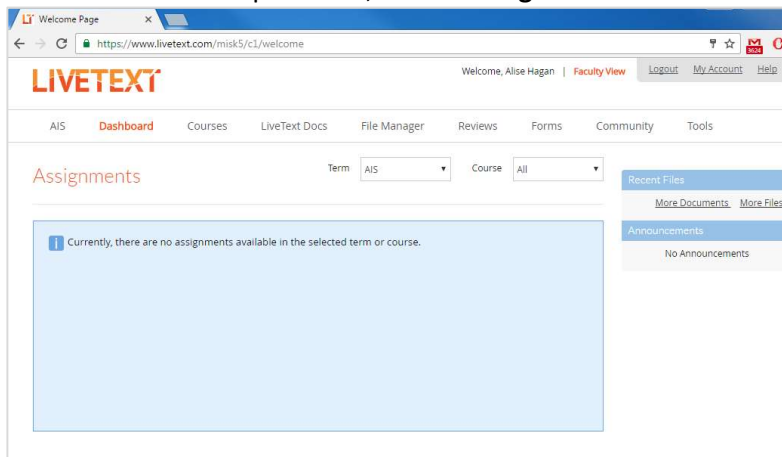 Welcome Page
https://www.livetext.com/misk5/c1/welcome
3624
LIVETEXT
Welcome, Alise Hagan | Faculty View Logout My Account Help
AIS Dashboard Courses LiveText Docs File Manager Reviews Forms Community Tools
Assignments
Term AIS Course All
Recent Files
More Documents More Files
Announcements
No Announcements
Currently, there are no assignments available in the selected term or course.